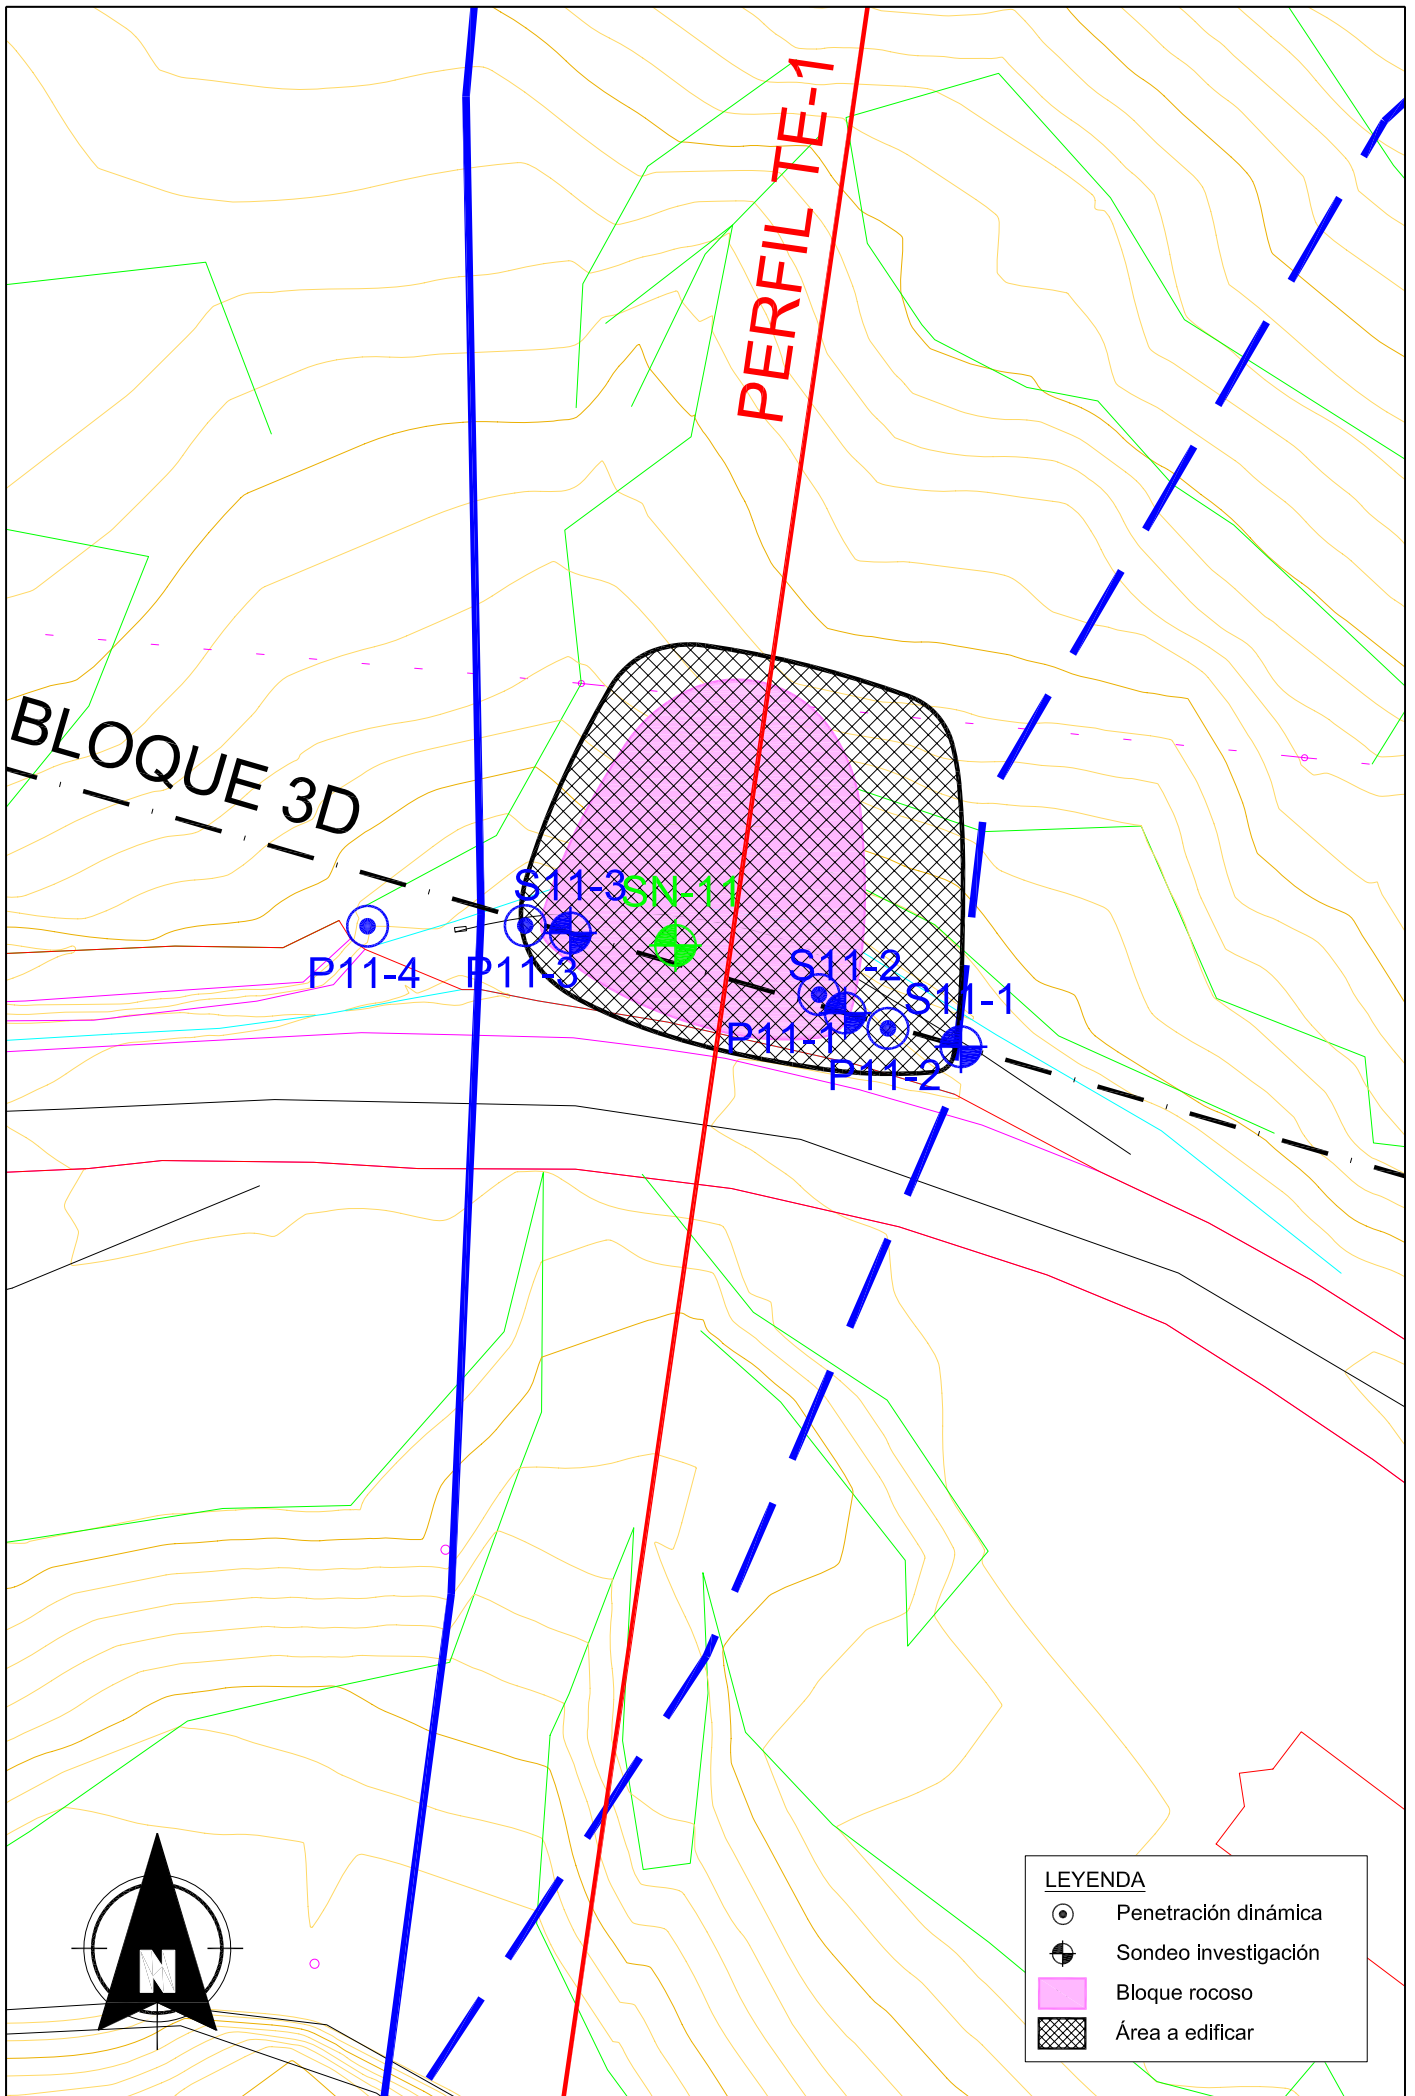 PERFIL TE-1
BLOQUE 3D
S11-3
SN-11
P11-4
P11-3
S11-2
S11-1
P11-1
P11-2
LEYENDA
Penetración dinámica
Sondeo investigación
Bloque rocoso
Área a edificar
N